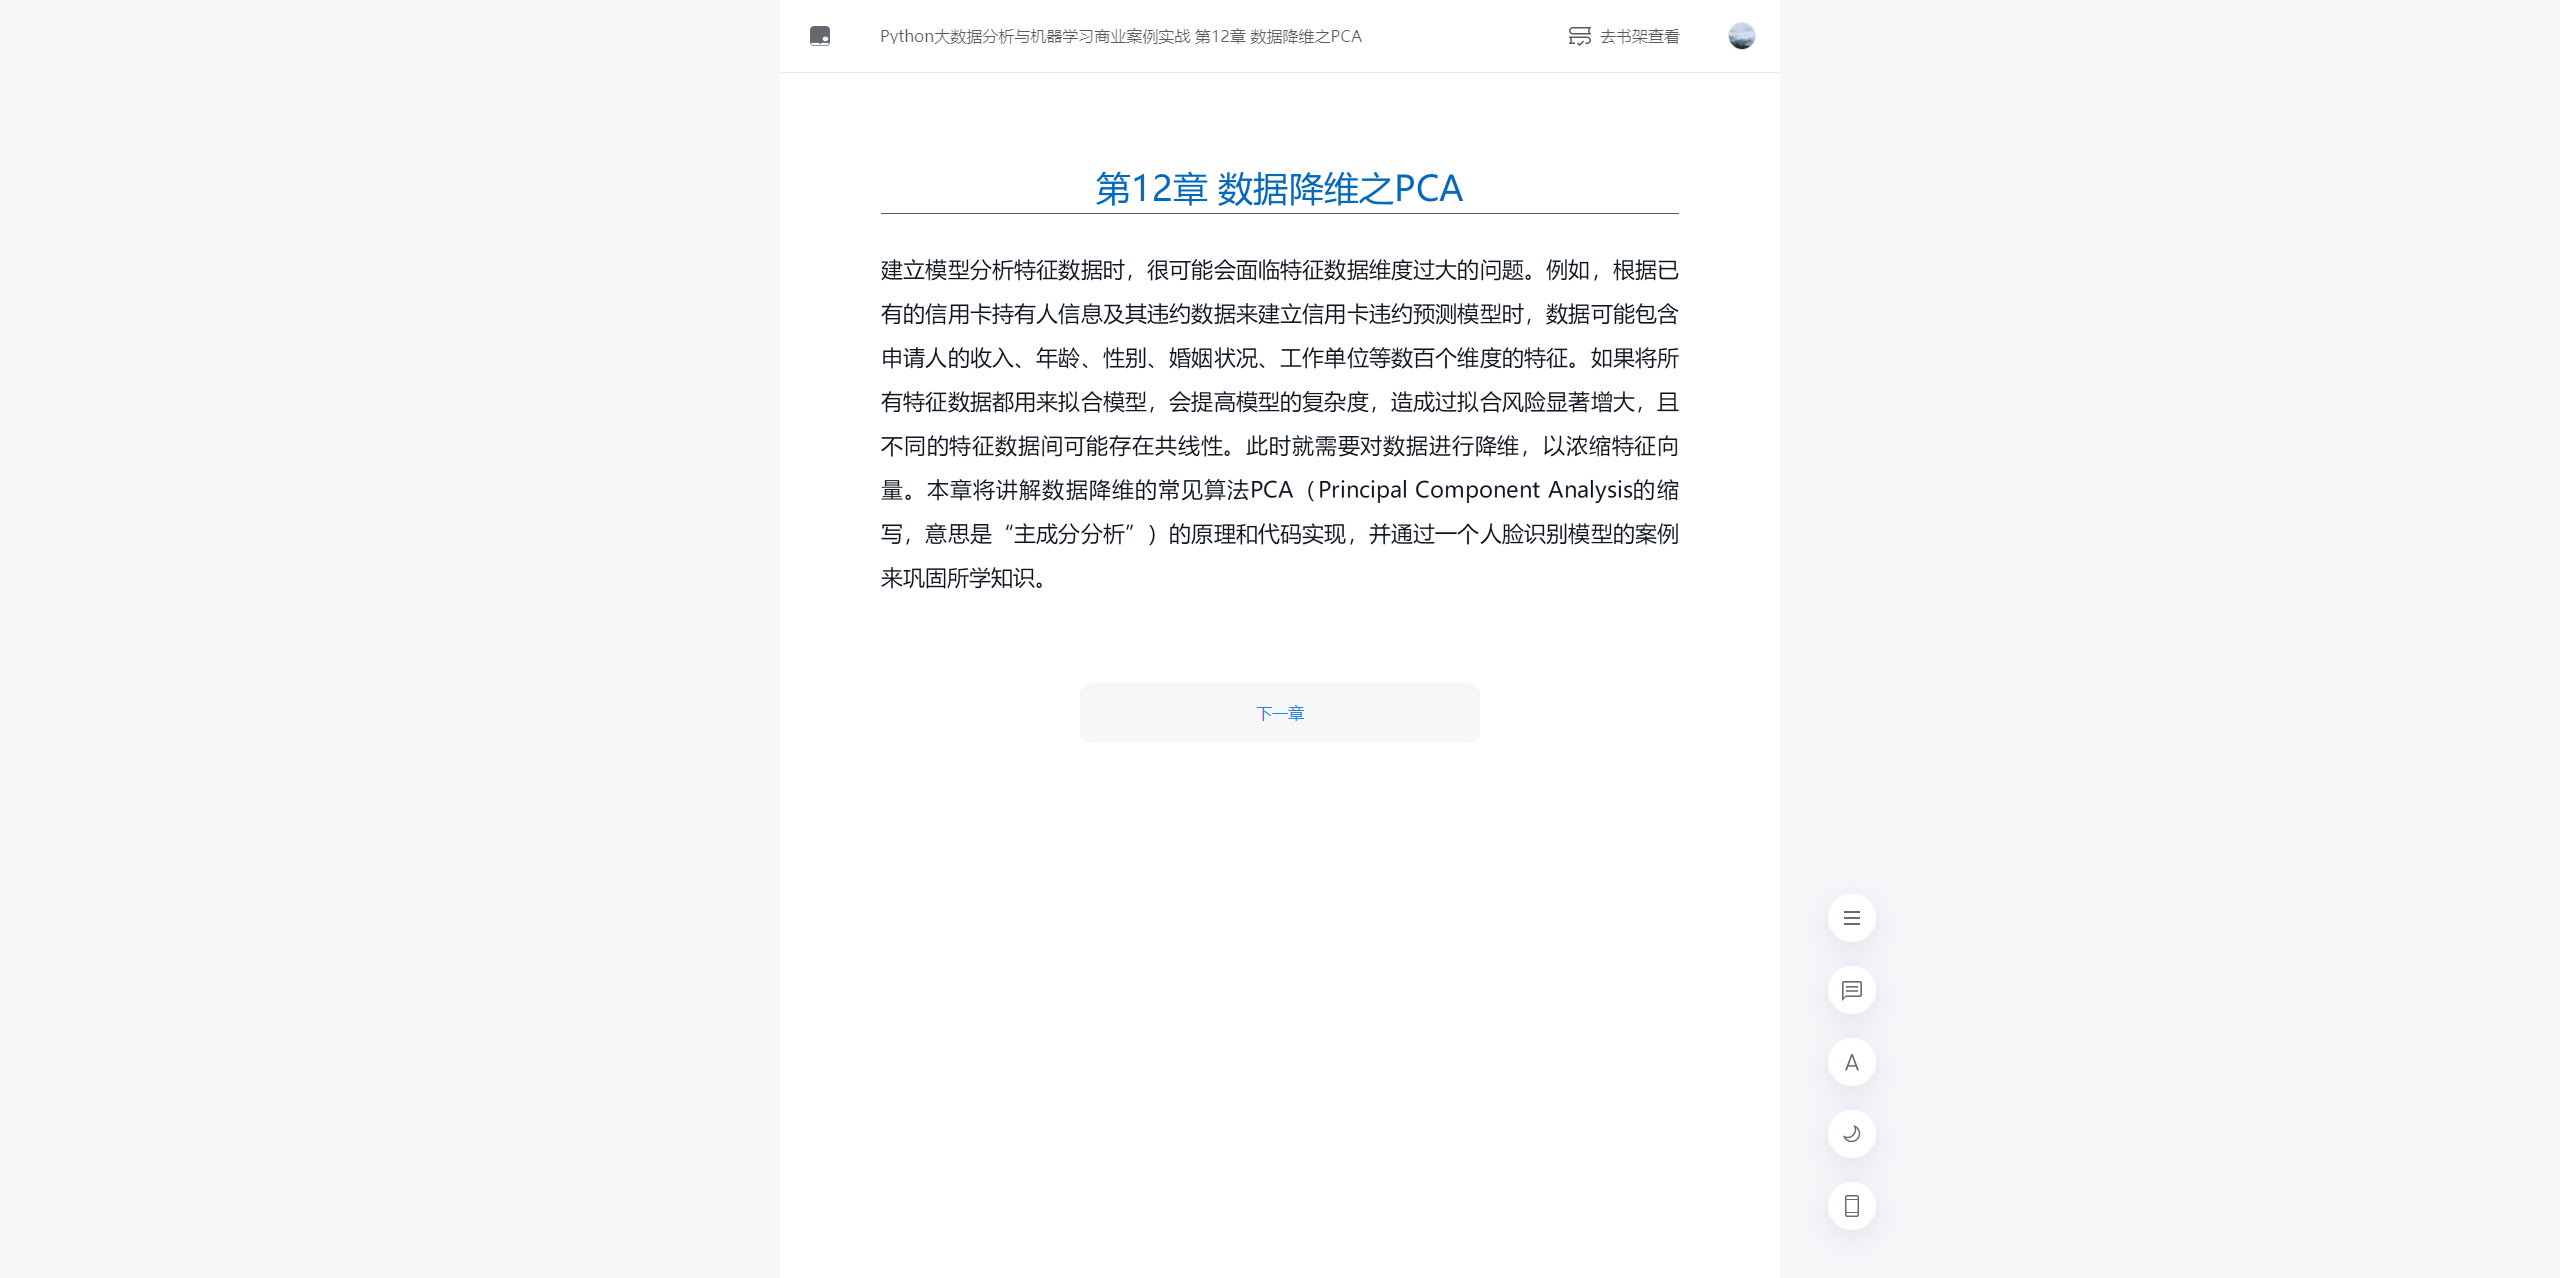 Python大数据分析与机器学习商业案例实战 第12章 数据降维之PCA
去书架查看
第12章 数据降维之PCA
建立模型分析特征数据时，很可能会面临特征数据维度过大的问题。例如，根据已
有的信用卡持有人信息及其违约数据来建立信用卡违约预测模型时，数据可能包含
申请人的收入、年龄、性别、婚姻状况、工作单位等数百个维度的特征。如果将所
有特征数据都用来拟合模型，会提高模型的复杂度，造成过拟合风险显著增大，且
不同的特征数据间可能存在共线性。此时就需要对数据进行降维，以浓缩特征向
量。本章将讲解数据降维的常见算法PCA（Principal Component Analysis的缩
写，意思是“主成分分析”）的原理和代码实现，并通过一个人脸识别模型的案例
来巩固所学知识。
下一章
A